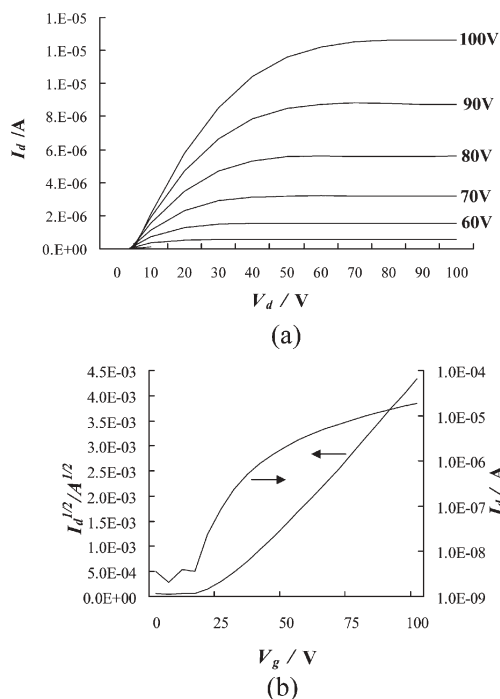 1.E-05
1.E-05
8.E-06
6.E-06
4.E-06
2.E-06
0.E+00
I_d /A
100V
90V
80V
70V
60V
0 10 20 30 40 50 60 70 80 90 100
V_d / V
(a)
4.5E-03
4.0E-03
3.5E-03
3.0E-03
2.5E-03
2.0E-03
1.5E-03
1.0E-03
5.0E-04
0.0E+00
I_d^{1/2}/A^{1/2}
1.0E-04
1.0E-05
1.0E-06
1.0E-07
1.0E-08
1.0E-09
0 25 50 75 100
V_g / V
(b)